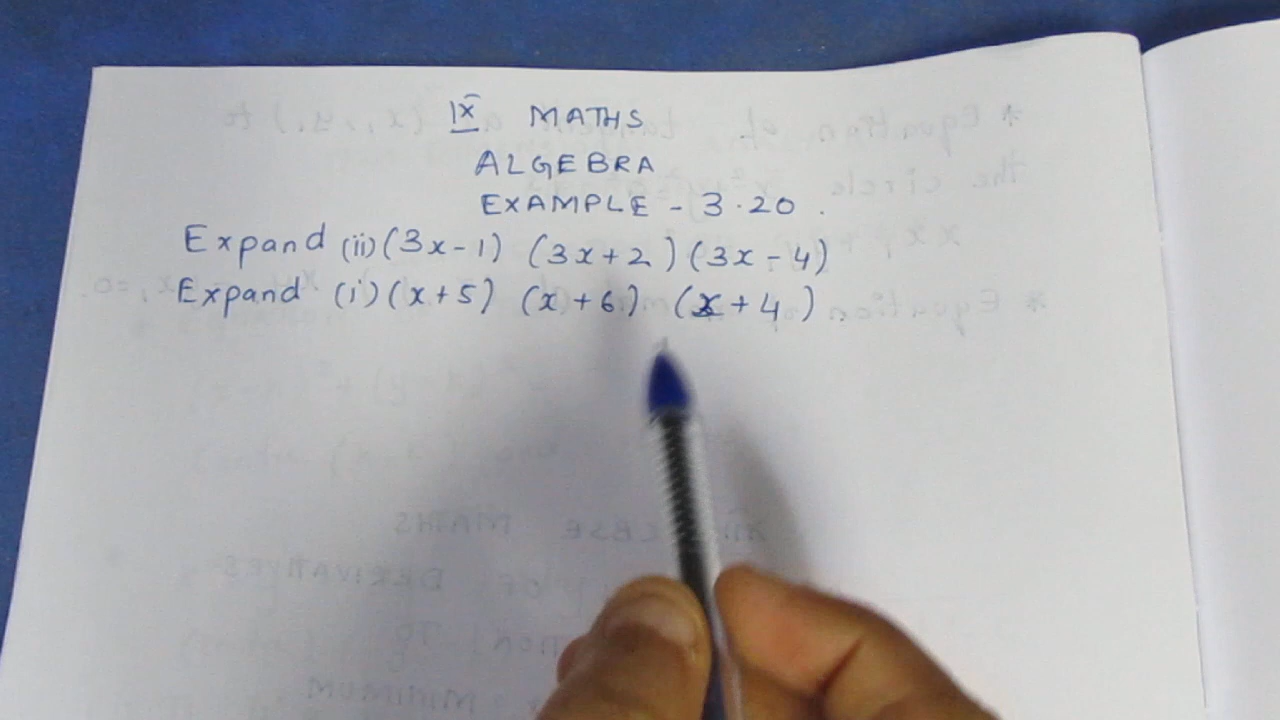 IX MATHS
ALGEBRA
EXAMPLE - 3.20.
Expand (ii) (3x-1) (3x+2) (3x-4)
Expand (i) (x+5) (x+6) (x+4).